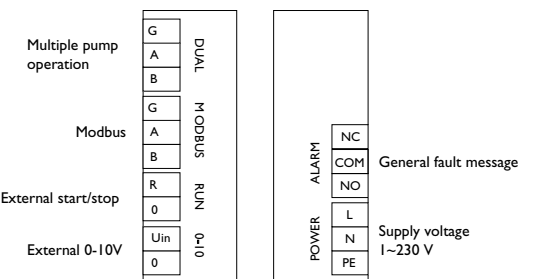 Multiple pump
operation
G
A
B
DUAL
Modbus
G
A
B
MODBUS
External start/stop
R
0
RUN
External 0-10V
Uin
0
0-10
ALARM
NC
COM
NO
General fault message
POWER
L
N
PE
Supply voltage
1~230 V